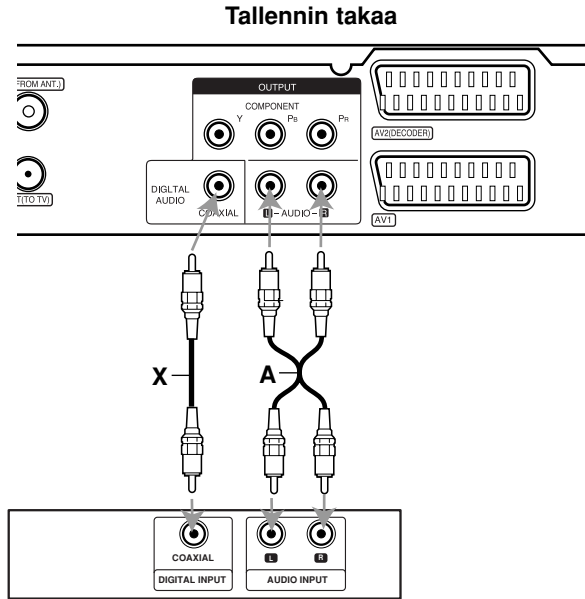 Tallennin takaa
FROM ANT.)
T(TO TV)
OUTPUT
COMPONENT
Y PB PR
DIGLTAL
AUDIO
COAXIAL
L – AUDIO – R
AV2(DECODER)
AV1
X
A
COAXIAL
DIGITAL INPUT
L R
AUDIO INPUT